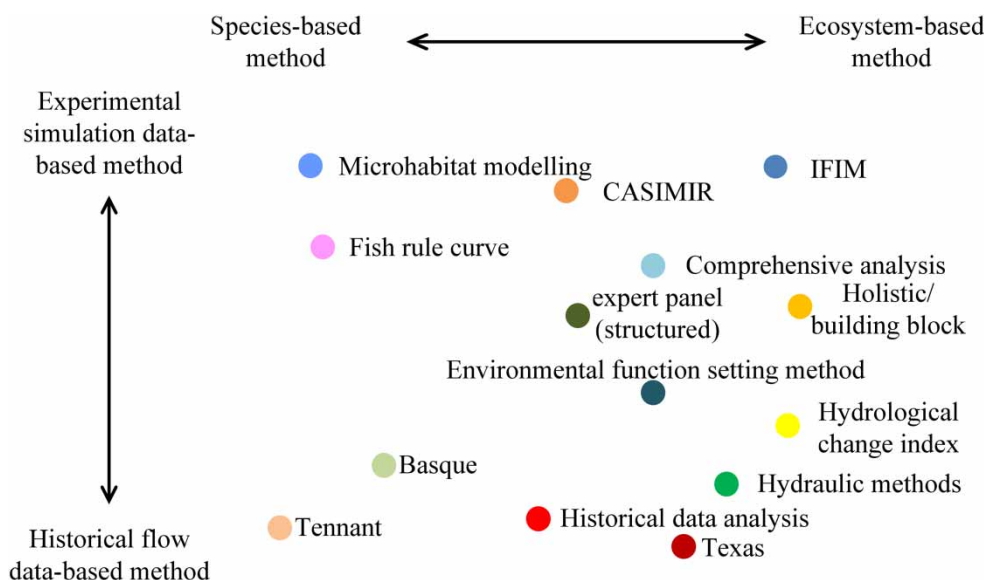 Species-based
method
Ecosystem-based
method
Experimental
simulation data-
based method
Microhabitat modelling
IFIM
CASIMIR
Fish rule curve
Comprehensive analysis
expert panel
(structured)
Holistic/
building block
Environmental function setting method
Hydrological
change index
Basque
Hydraulic methods
Historical data analysis
Tennant
Texas
Historical flow
data-based method